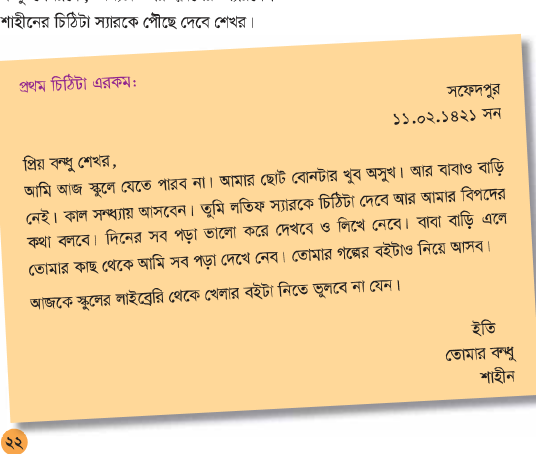 শাহীনের চিঠিটা স্যারকে পৌঁছে দেবে শেখর।
প্রথম চিঠিটা এরকম:
সফেদপুর
১১.০২.১৪২১ সন
প্রিয় বন্ধু শেখর,
আমি আজ স্কুলে যেতে পারব না। আমার ছোট বোনটার খুব অসুখ। আর বাবাও বাড়ি
নেই। কাল সন্ধ্যায় আসবেন। তুমি লতিফ স্যারকে চিঠিটা দেবে আর আমার বিপদের
কথা বলবে। দিনের সব পড়া ভালো করে দেখবে ও লিখে নেবে। বাবা বাড়ি এলে
তোমার কাছ থেকে আমি সব পড়া দেখে নেব। তোমার গল্পের বইটাও নিয়ে আসব।
আজকে স্কুলের লাইব্রেরি থেকে খেলার বইটা নিতে ভুলবে না যেন।
ইতি
তোমার বন্ধু
শাহীন
২২